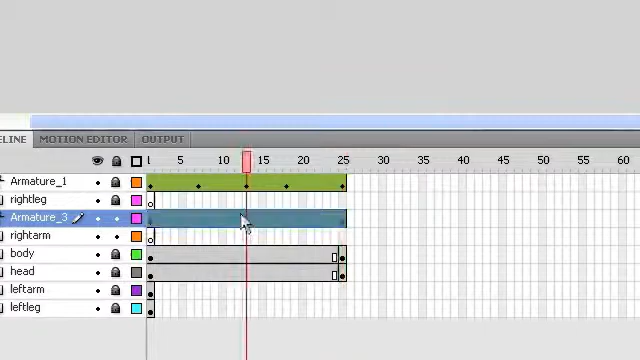 LINE MOTION EDITOR OUTPUT
1 5 10 15 20 25 30 35 40 45 50 55 60
Armature_1
rightleg
Armature_3
rightarm
body
head
leftarm
leftleg